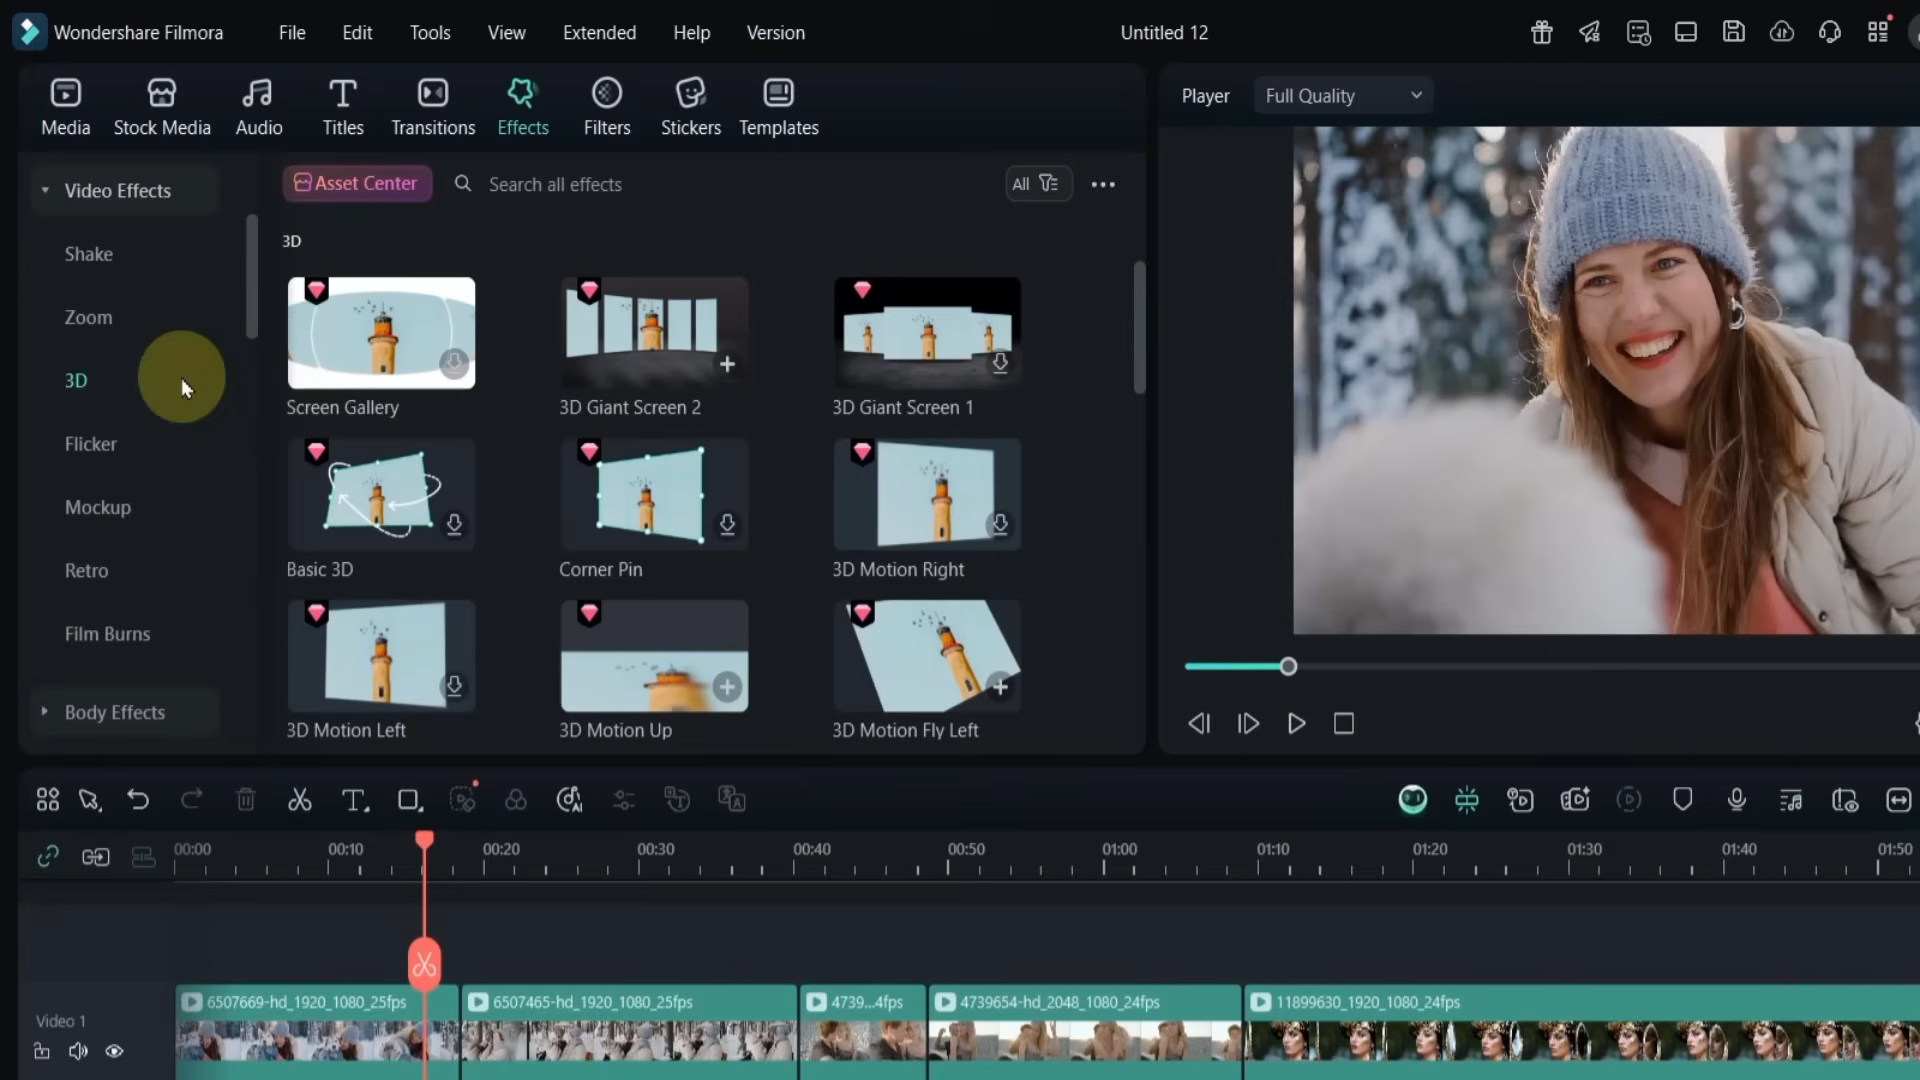 Wondershare Filmora
File
Edit
Tools
View
Extended
Help
Version
Untitled 12
Media
Stock Media
Audio
Titles
Transitions
Effects
Filters
Stickers
Templates
Player
Full Quality
Video Effects
Shake
Zoom
3D
Flicker
Mockup
Retro
Film Burns
Body Effects
Asset Center
Search all effects
All
3D
Screen Gallery
3D Giant Screen 2
3D Giant Screen 1
Basic 3D
Corner Pin
3D Motion Right
3D Motion Left
3D Motion Up
3D Motion Fly Left
00:00
00:10
00:20
00:30
00:40
00:50
01:00
01:10
01:20
01:30
01:40
01:50
Video 1
6507669-hd_1920_1080_25fps
6507465-hd_1920_1080_25fps
4739...4fps
4739654-hd_2048_1080_24fps
11899630_1920_1080_24fps